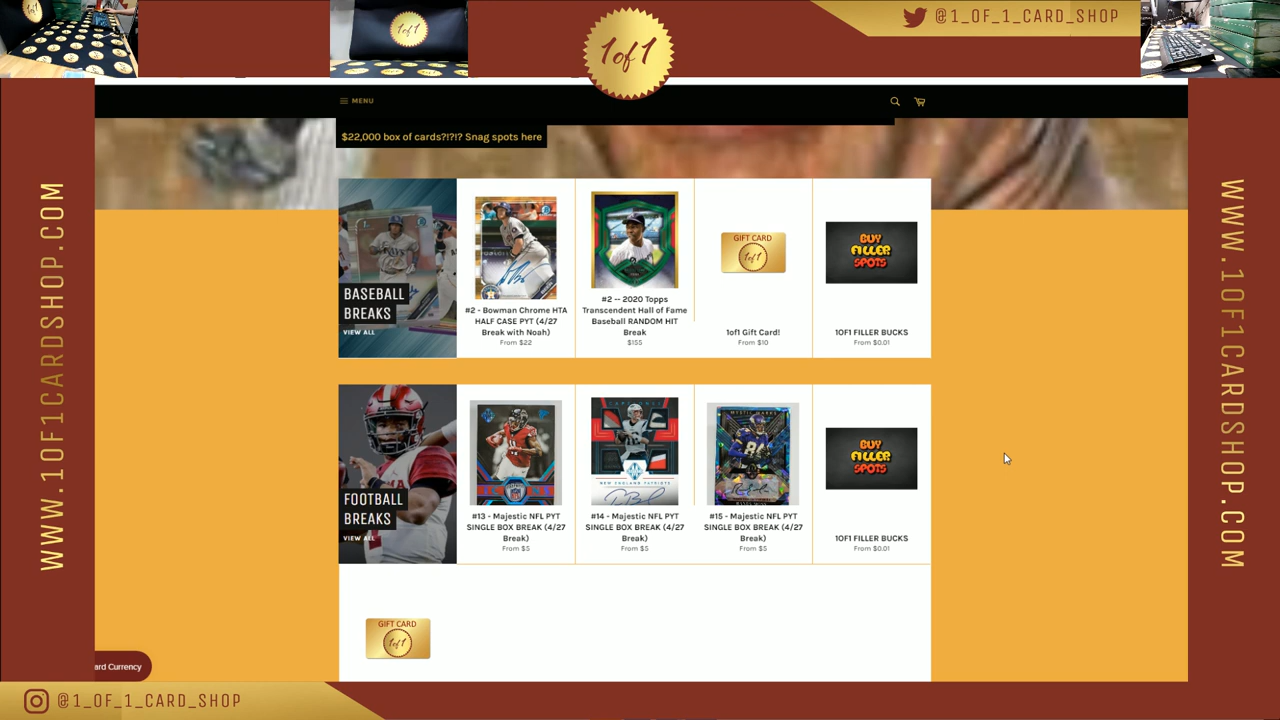 1of1
1of1
@1_OF_1_CARD_SHOP
MENU
$22,000 box of cards?!?!? Snag spots here
WWW.1OF1CARDSHOP.COM
WWW.1OF1CARDSHOP.COM
BASEBALL
BREAKS
VIEW ALL
#2 - Bowman Chrome HTA
HALF CASE PYT (4/27
Break with Noah)
From $22
#2 -- 2020 Topps
Transcendent Hall of Fame
Baseball RANDOM HIT
Break
$155
GIFT CARD
1of1
1of1 Gift Card!
From $10
BUY
FILLER
SPOTS
1OF1 FILLER BUCKS
From $0.01
FOOTBALL
BREAKS
VIEW ALL
#13 - Majestic NFL PYT
SINGLE BOX BREAK (4/27
Break)
From $5
NEW ENGLAND PATRIOTS
#14 - Majestic NFL PYT
SINGLE BOX BREAK (4/27
Break)
From $5
MYSTIC MARKS
#15 - Majestic NFL PYT
SINGLE BOX BREAK (4/27
Break)
From $5
BUY
FILLER
SPOTS
1OF1 FILLER BUCKS
From $0.01
GIFT CARD
1of1
ard Currency
@1_OF_1_CARD_SHOP